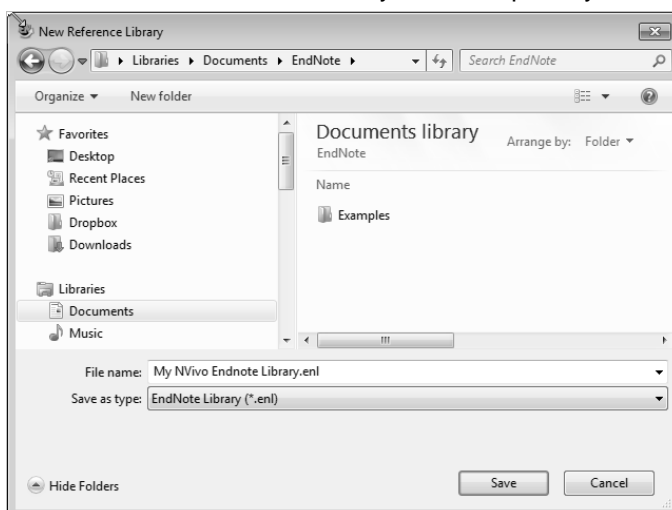 New Reference Library
Libraries Documents EndNote Search EndNote
Organize New folder
Favorites
Desktop
Recent Places
Pictures
Dropbox
Downloads
Libraries
Documents
Music
Documents library
EndNote
Arrange by: Folder
Name
Examples
File name: My NVivo Endnote Library.enl
Save as type: EndNote Library (*.enl)
Hide Folders Save Cancel